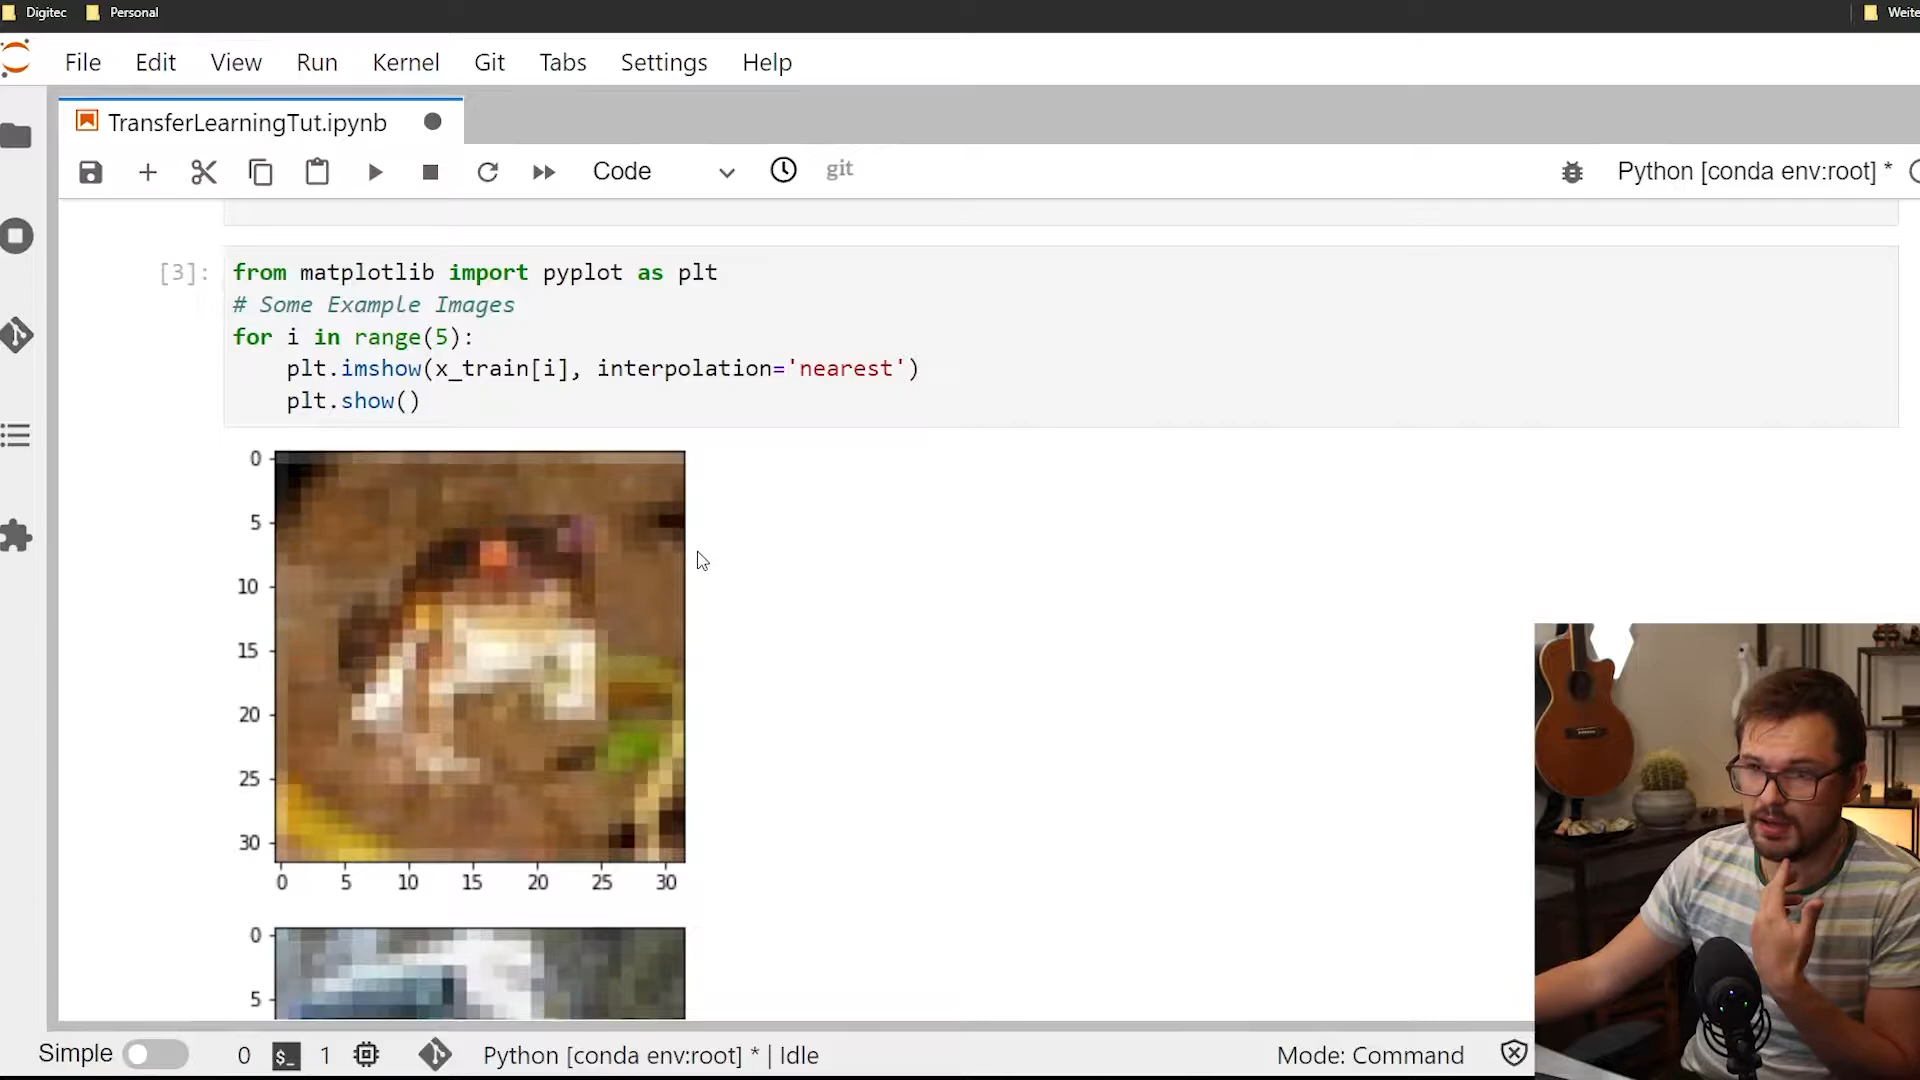 Digitec Personal Weite
File Edit View Run Kernel Git Tabs Settings Help
TransferLearningTut.ipynb
Code git Python [conda env:root] *
[3]: from matplotlib import pyplot as plt
# Some Example Images
for i in range(5):
    plt.imshow(x_train[i], interpolation='nearest')
    plt.show()
0
5
10
15
20
25
30
0 5 10 15 20 25 30
0
5
Simple 0 $_ 1 Python [conda env:root] * | Idle Mode: Command